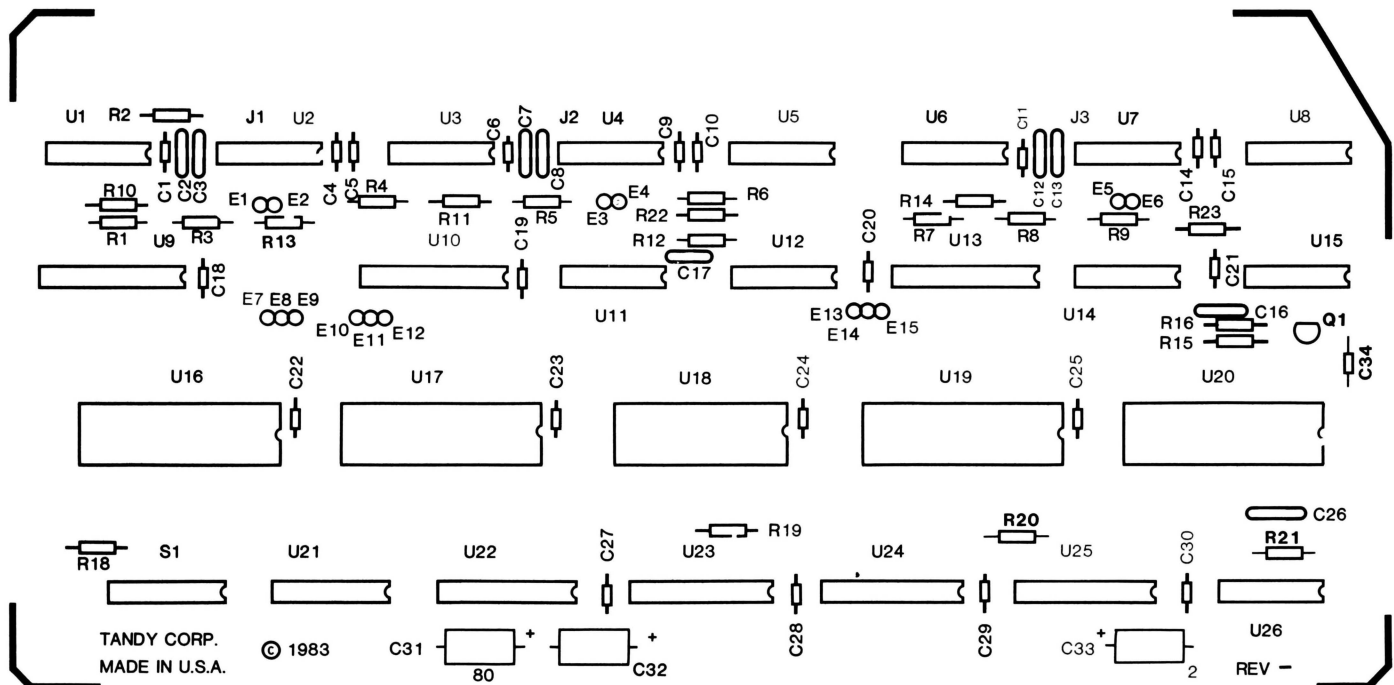 U1 R2 J1 U2 U3 C6 C7 J2 U4 C9 C10 U5 U6 C11 J3 U7 U8
C1 C2 C3 C4 C5 C8 C12 C13 C14 C15
R10 E1 E2 R4 R11 R5 E3 E4 R6 R14 E5 E6 R23
R1 U9 R3 R13 U10 C19 R22 R12 U12 C20 R7 U13 R8 R9 U15
C18 C17 C21
E7 E8 E9 E10 E11 E12 U11 E13 E14 E15 U14 R16 C16 Q1
R15
U16 C22 U17 C23 U18 C24 U19 C25 U20 C34
C26
R18 S1 U21 U22 C27 U23 R19 U24 R20 U25 C30 R21
TANDY CORP. © 1983 C31 + + C32 C28 C29 C33 + U26
MADE IN U.S.A. 80 2 REV –